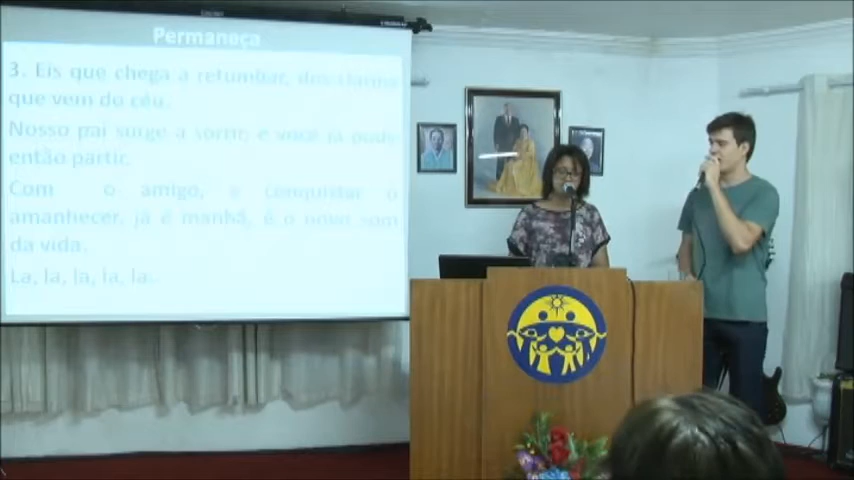 Permaneça
3. Eis que chega a retumbar, dos
que vem do céu.
Nosso pai surge a sorrir, e você já pode
então partir.
Com o amigo, a conquistar o
amanhecer, já é manhã, é o novo som
da vida.
La, la, la, la, la..